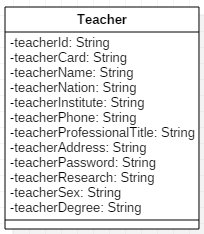 Teacher
-teacherId: String
-teacherCard: String
-teacherName: String
-teacherNation: String
-teacherInstitute: String
-teacherPhone: String
-teacherProfessionalTitle: String
-teacherAddress: String
-teacherPassword: String
-teacherResearch: String
-teacherSex: String
-teacherDegree: String